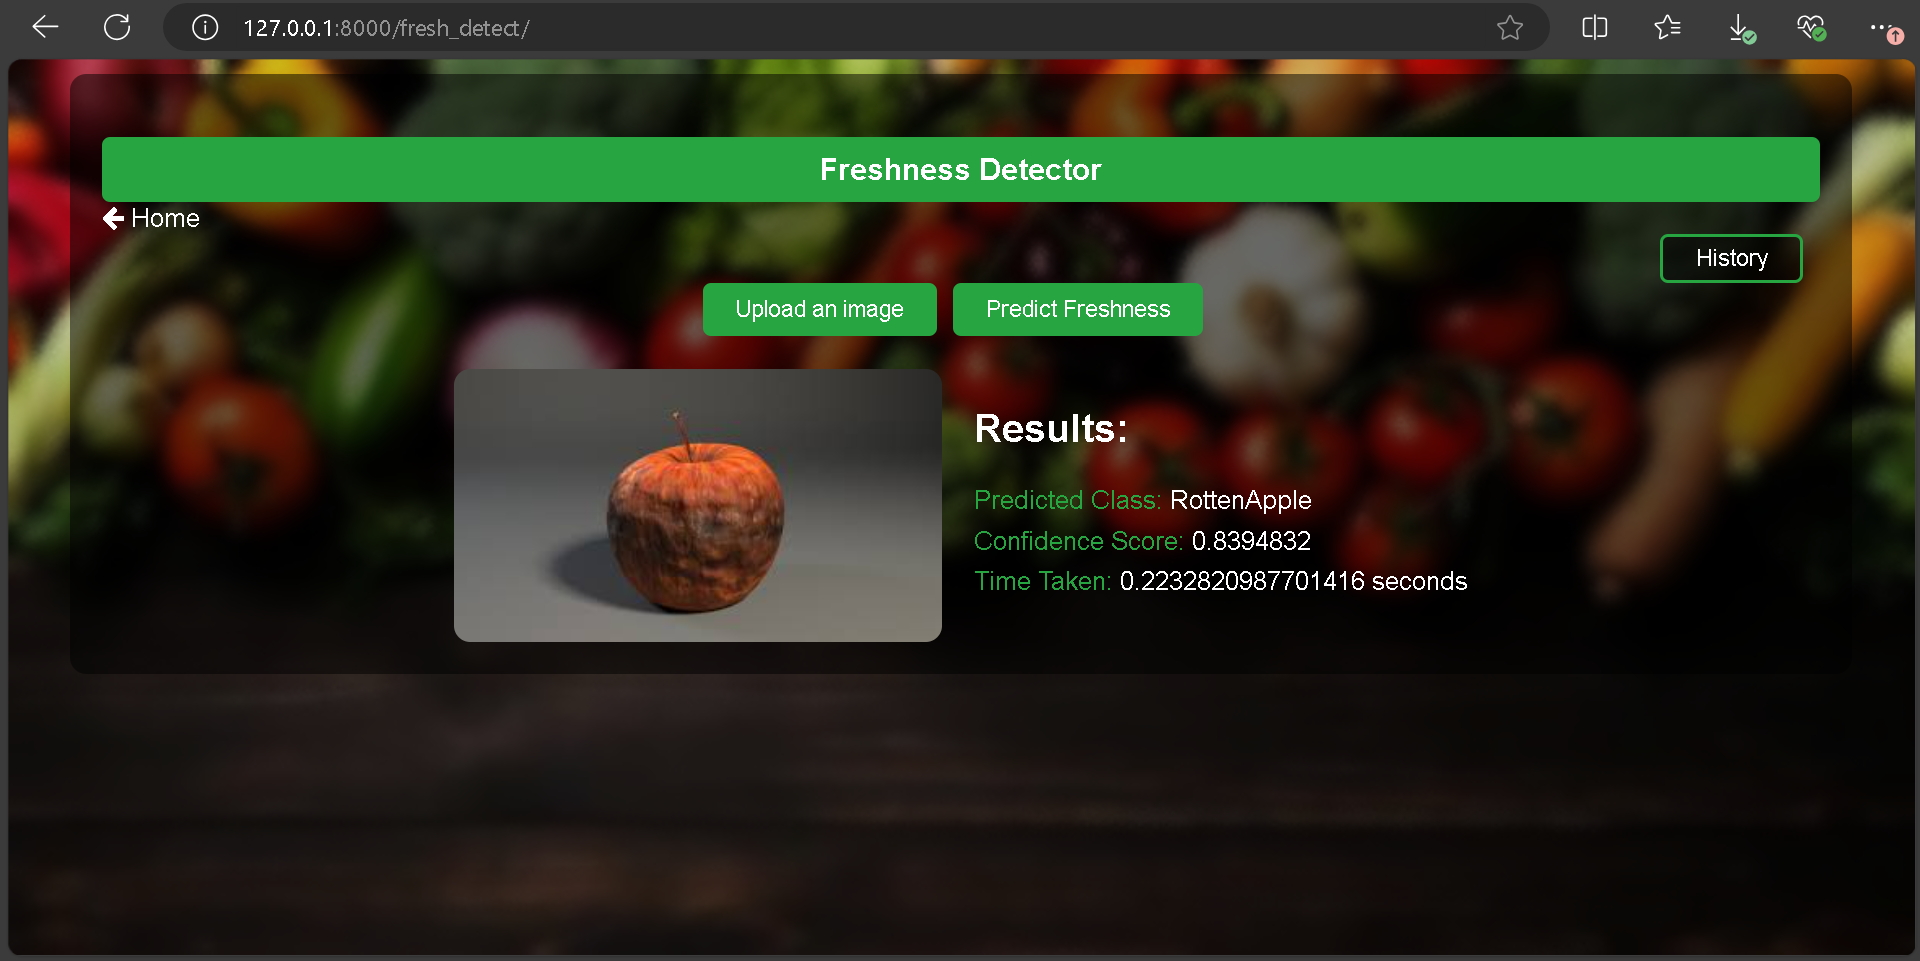 127.0.0.1:8000/fresh_detect/
Freshness Detector
Home
History
Upload an image
Predict Freshness
Results:
Predicted Class: RottenApple
Confidence Score: 0.8394832
Time Taken: 0.2232820987701416 seconds